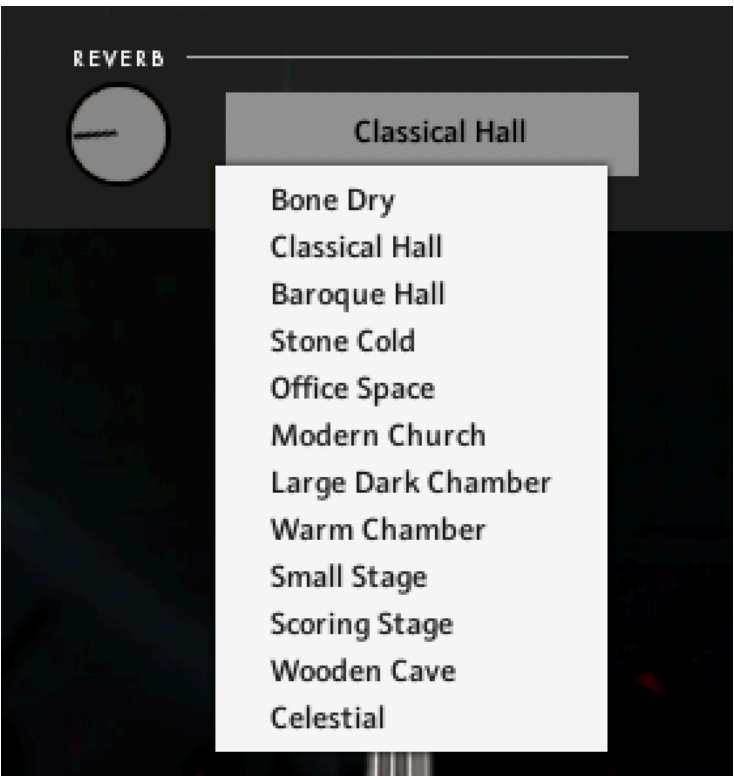 REVERB
Classical Hall
Bone Dry
Classical Hall
Baroque Hall
Stone Cold
Office Space
Modern Church
Large Dark Chamber
Warm Chamber
Small Stage
Scoring Stage
Wooden Cave
Celestial